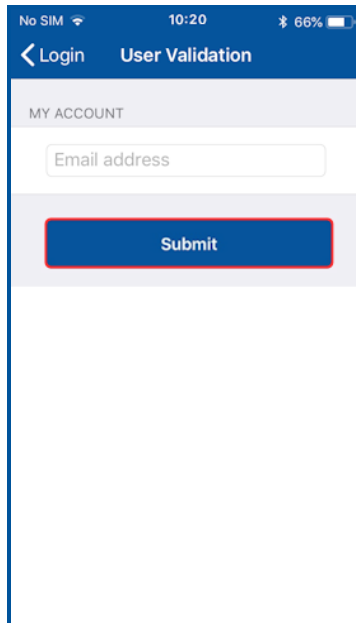 No SIM 10:20 66%
Login User Validation
MY ACCOUNT
Email address
Submit